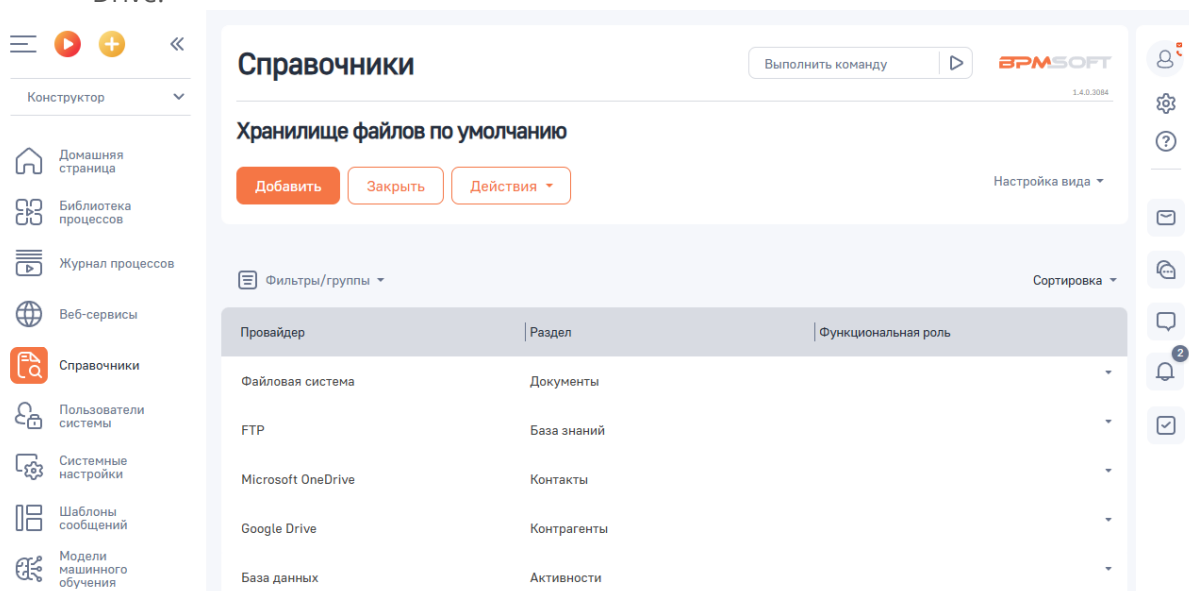 Drive.
Конструктор
Домашняя
страница
Библиотека
процессов
Журнал процессов
Веб-сервисы
Справочники
Пользователи
системы
Системные
настройки
Шаблоны
сообщений
Модели
машинного
обучения
Справочники
Выполнить команду
BPMSOFT
1.4.0.3084
Хранилище файлов по умолчанию
Добавить Закрыть Действия
Настройка вида
Фильтры/группы
Сортировка
Провайдер Раздел Функциональная роль
Файловая система Документы
FTP База знаний
Microsoft OneDrive Контакты
Google Drive Контрагенты
База данных Активности
2